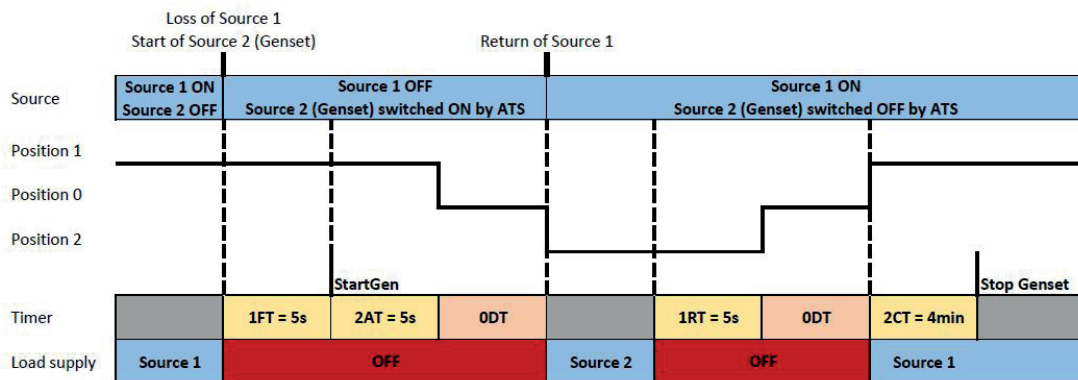 Loss of Source 1
Start of Source 2 (Genset)
Return of Source 1
Source
Source 1 ON
Source 2 OFF
Source 1 OFF
Source 2 (Genset) switched ON by ATS
Source 1 ON
Source 2 (Genset) switched OFF by ATS
Position 1
Position 0
Position 2
StartGen
Stop Genset
Timer
1FT = 5s
2AT = 5s
0DT
1RT = 5s
0DT
2CT = 4min
Load supply
Source 1
OFF
Source 2
OFF
Source 1